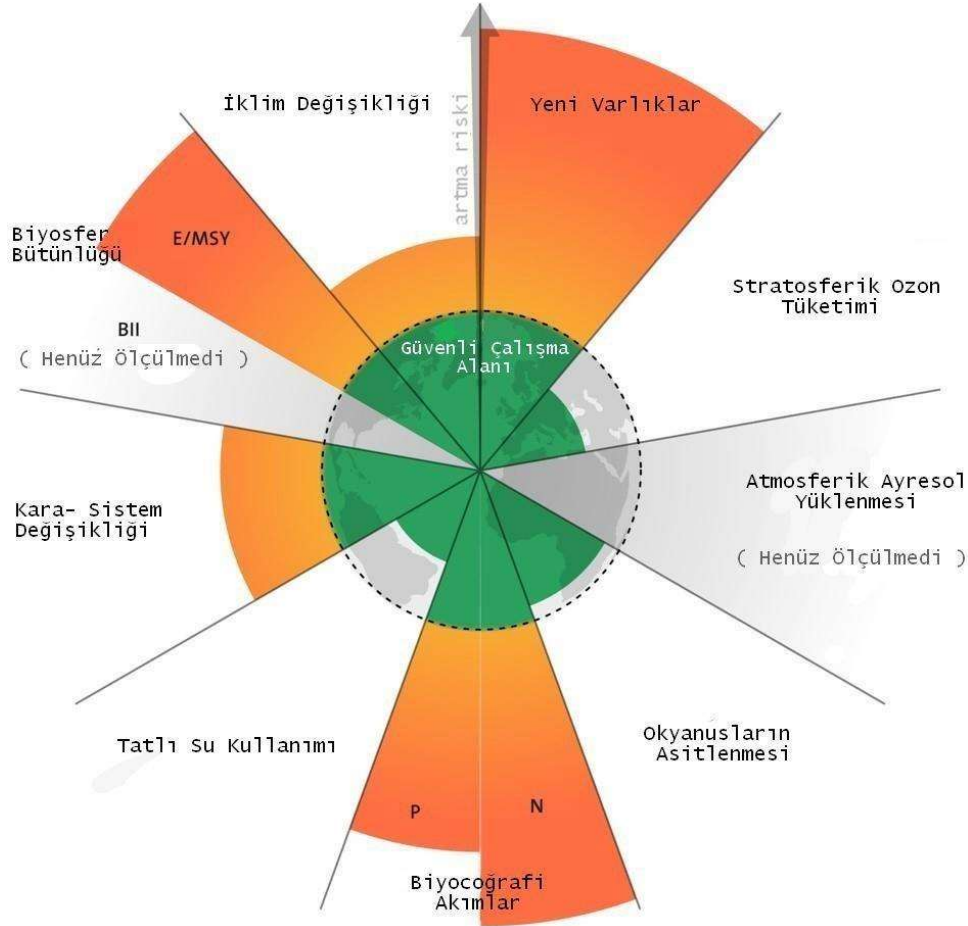 İklim Değişikliği
Yeni Varlıklar
artma riski
Biyosfer
Bütünlüğü
E/MSY
BII
( Henüz Ölçülmedi )
Stratosferik Ozon
Tüketimi
Güvenli Çalışma
Alanı
Kara- Sistem
Değişikliği
Atmosferik Ayresol
Yüklenmesi
( Henüz Ölçülmedi )
Tatlı Su Kullanımı
Okyanusların
Asitlenmesi
P
N
Biyocoğrafi
Akımlar